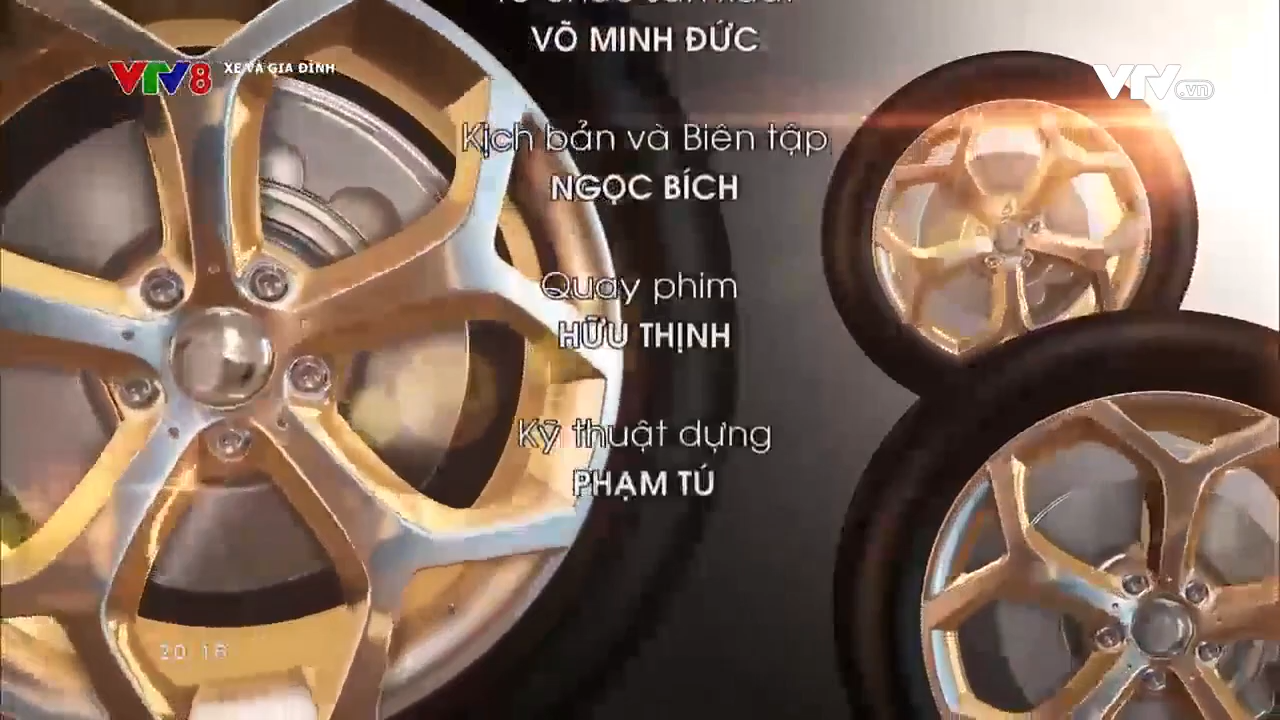 VÕ MINH ĐỨC
VTV8 XE VÀ GIA ĐÌNH
VTV.vn
Kịch bản và Biên tập
NGỌC BÍCH
Quay phim
HỮU THỊNH
Kỹ thuật dựng
PHẠM TÚ
20:18